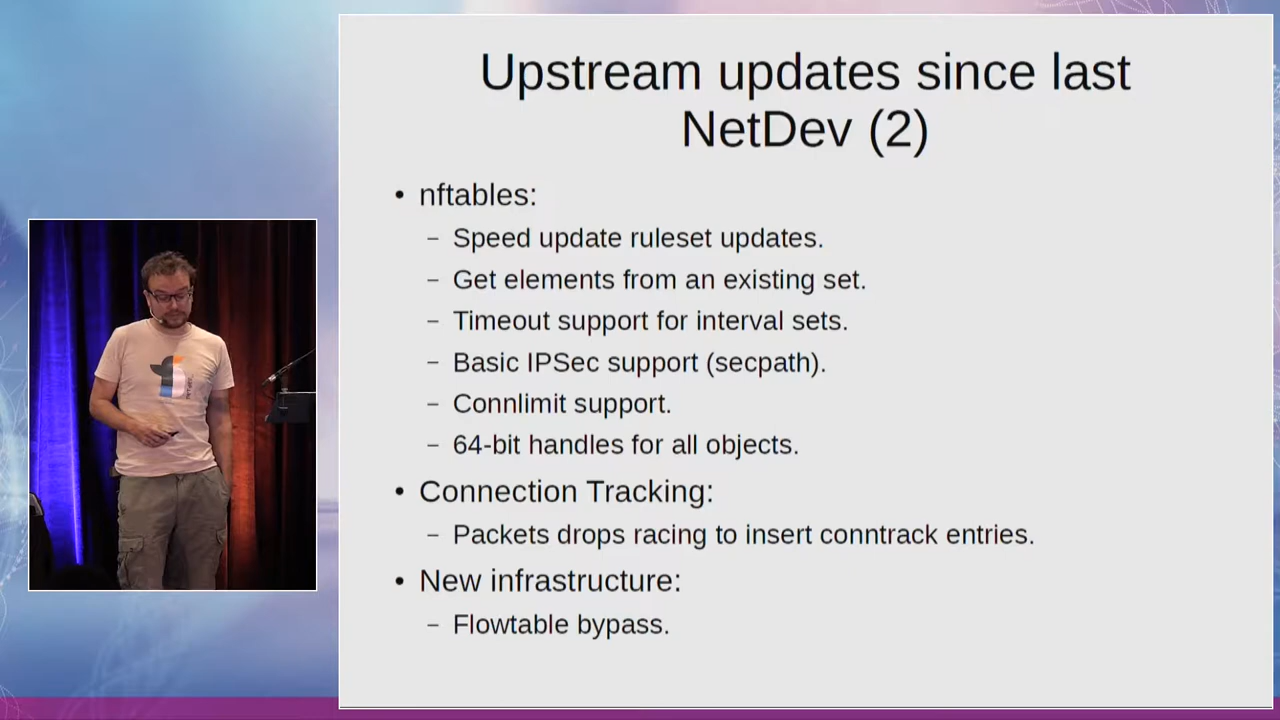 Upstream updates since last
NetDev (2)
• nftables:
– Speed update ruleset updates.
– Get elements from an existing set.
– Timeout support for interval sets.
– Basic IPSec support (secpath).
– Connlimit support.
– 64-bit handles for all objects.
• Connection Tracking:
– Packets drops racing to insert conntrack entries.
• New infrastructure:
– Flowtable bypass.